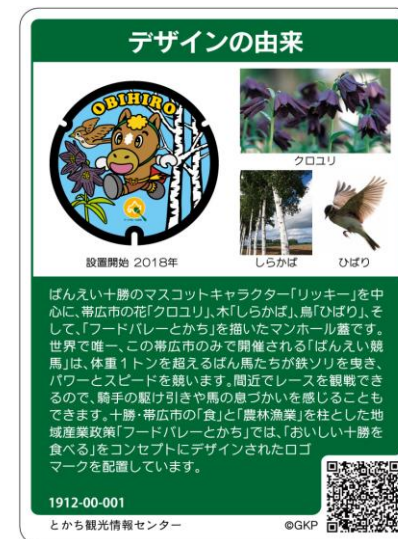 デザインの由来
OBIHIRO
クロユリ
設置開始 2018年
しらかば
ひばり
ばんえい十勝のマスコットキャラクター「リッキー」を中
心に、帯広市の花「クロユリ」、木「しらかば」、鳥「ひばり」、そ
して、「フードバレーとかち」を描いたマンホール蓋です。
世界で唯一、この帯広市のみで開催される「ばんえい競
馬」は、体重1トンを超えるばん馬たちが鉄ソリを曳き、
パワーとスピードを競います。間近でレースを観戦でき
るので、騎手の駆け引きや馬の息づかいを感じることも
できます。十勝・帯広市の「食」と「農林漁業」を柱とした地
域産業政策「フードバレーとかち」では、「おいしい十勝を
食べる」をコンセプトにデザインされたロゴ
マークを配置しています。
1912-00-001
とかち観光情報センター
©GKP